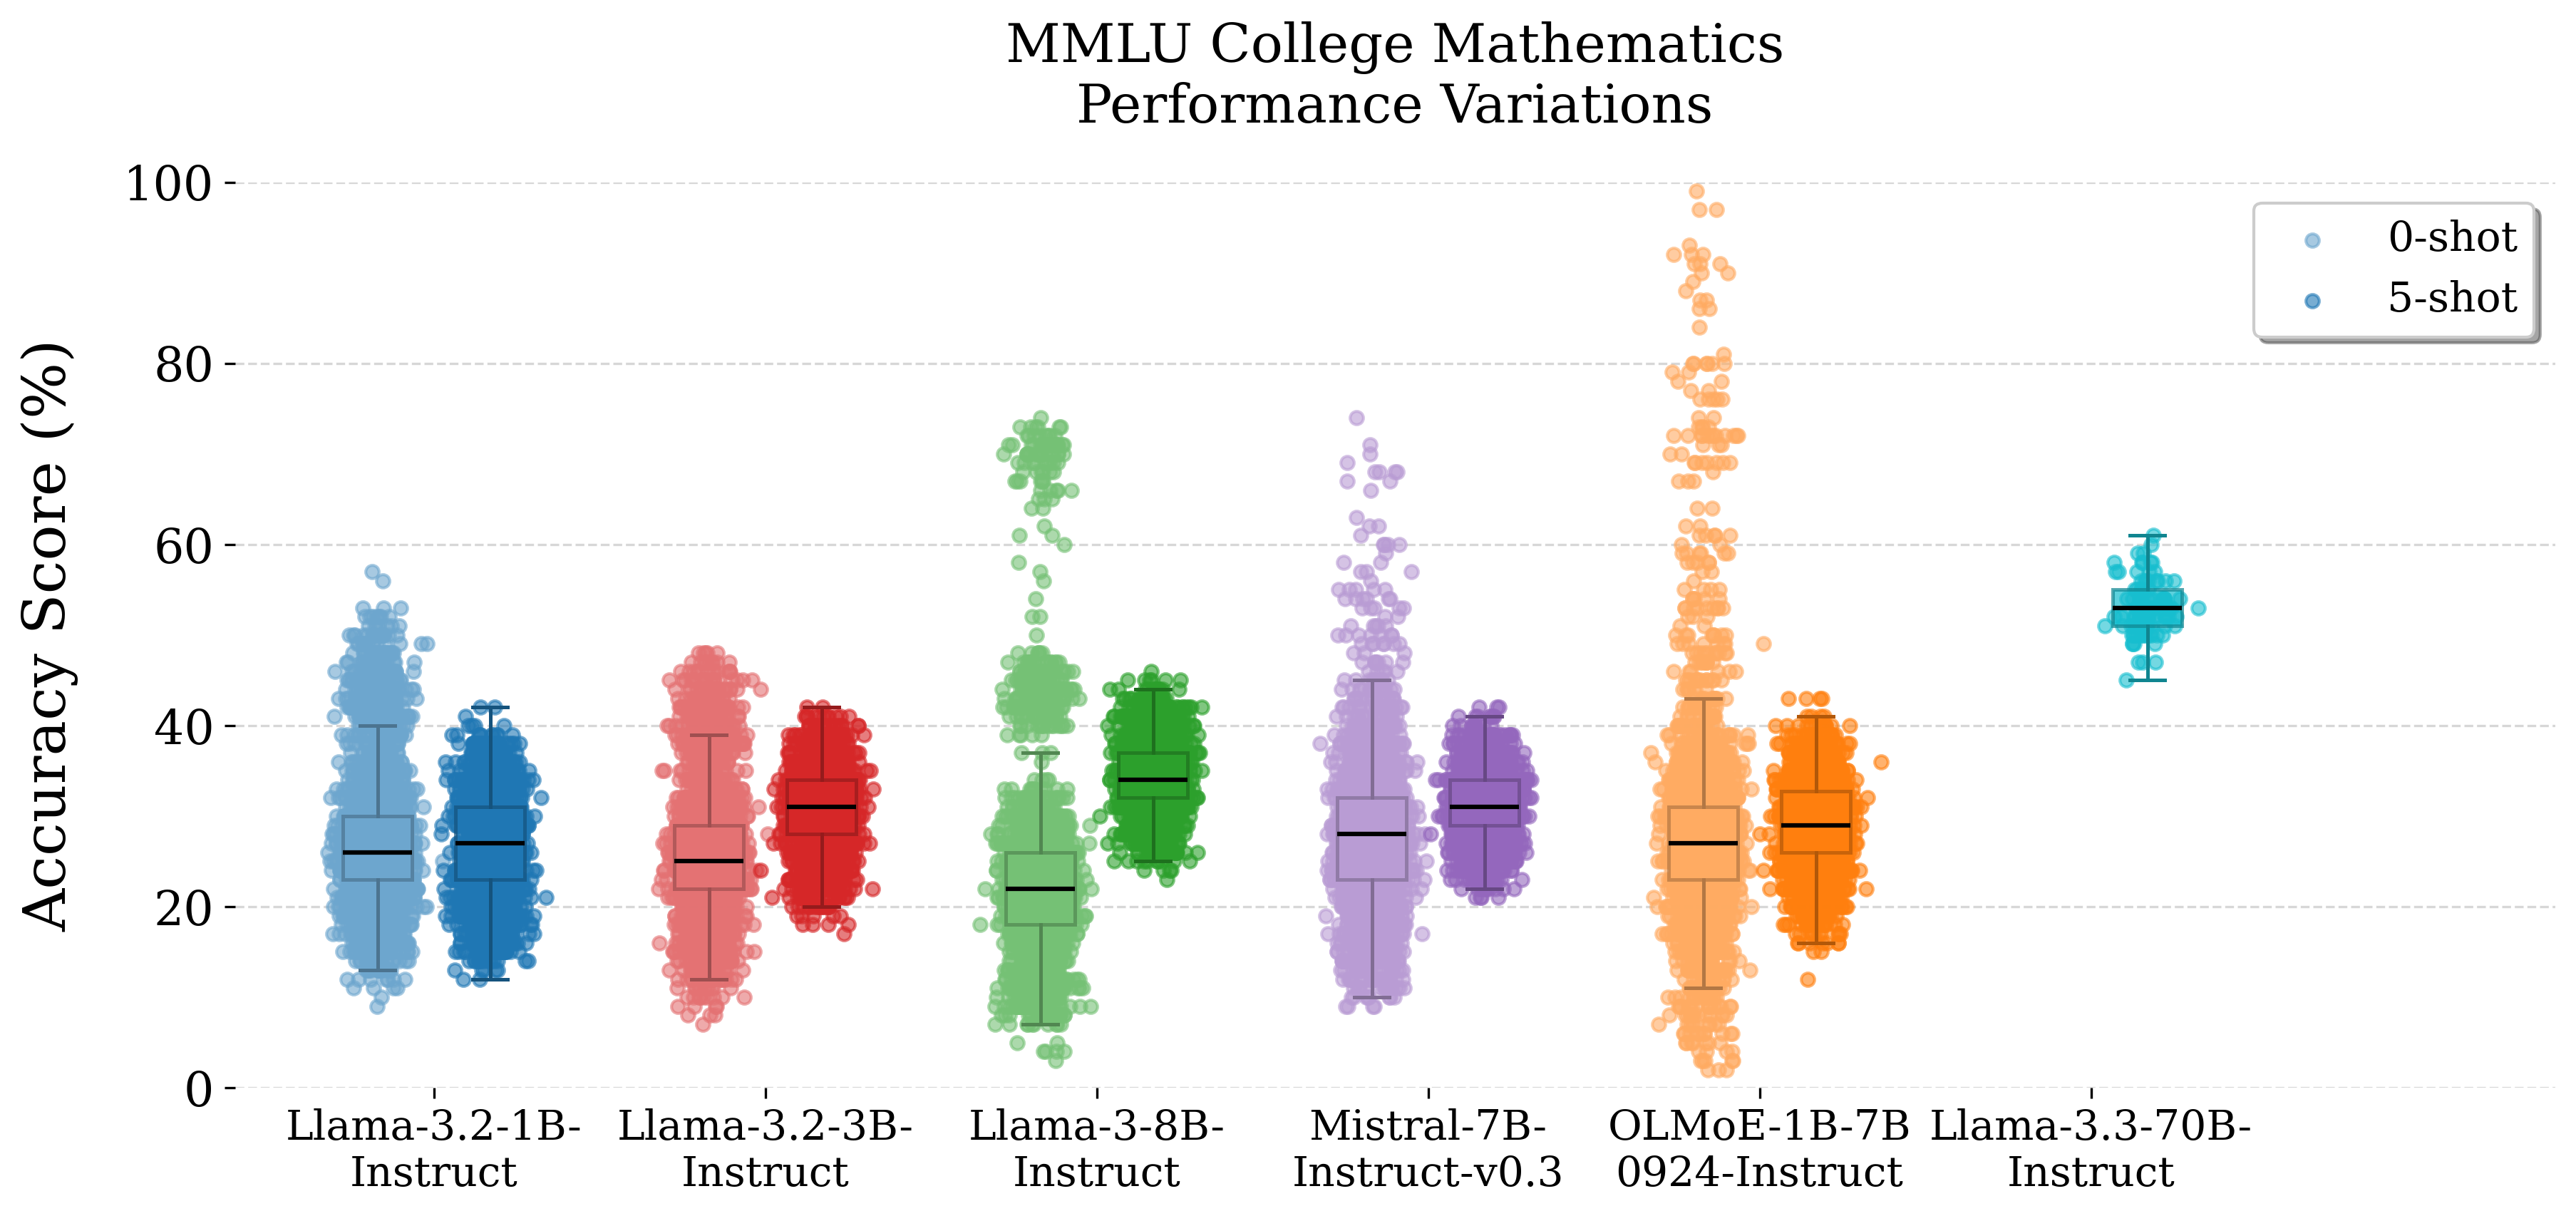 MMLU College Mathematics
Performance Variations
Accuracy Score (%)
100
80
60
40
20
0
0-shot
5-shot
Llama-3.2-1B-
Instruct
Llama-3.2-3B-
Instruct
Llama-3-8B-
Instruct
Mistral-7B-
Instruct-v0.3
OLMoE-1B-7B
0924-Instruct
Llama-3.3-70B-
Instruct